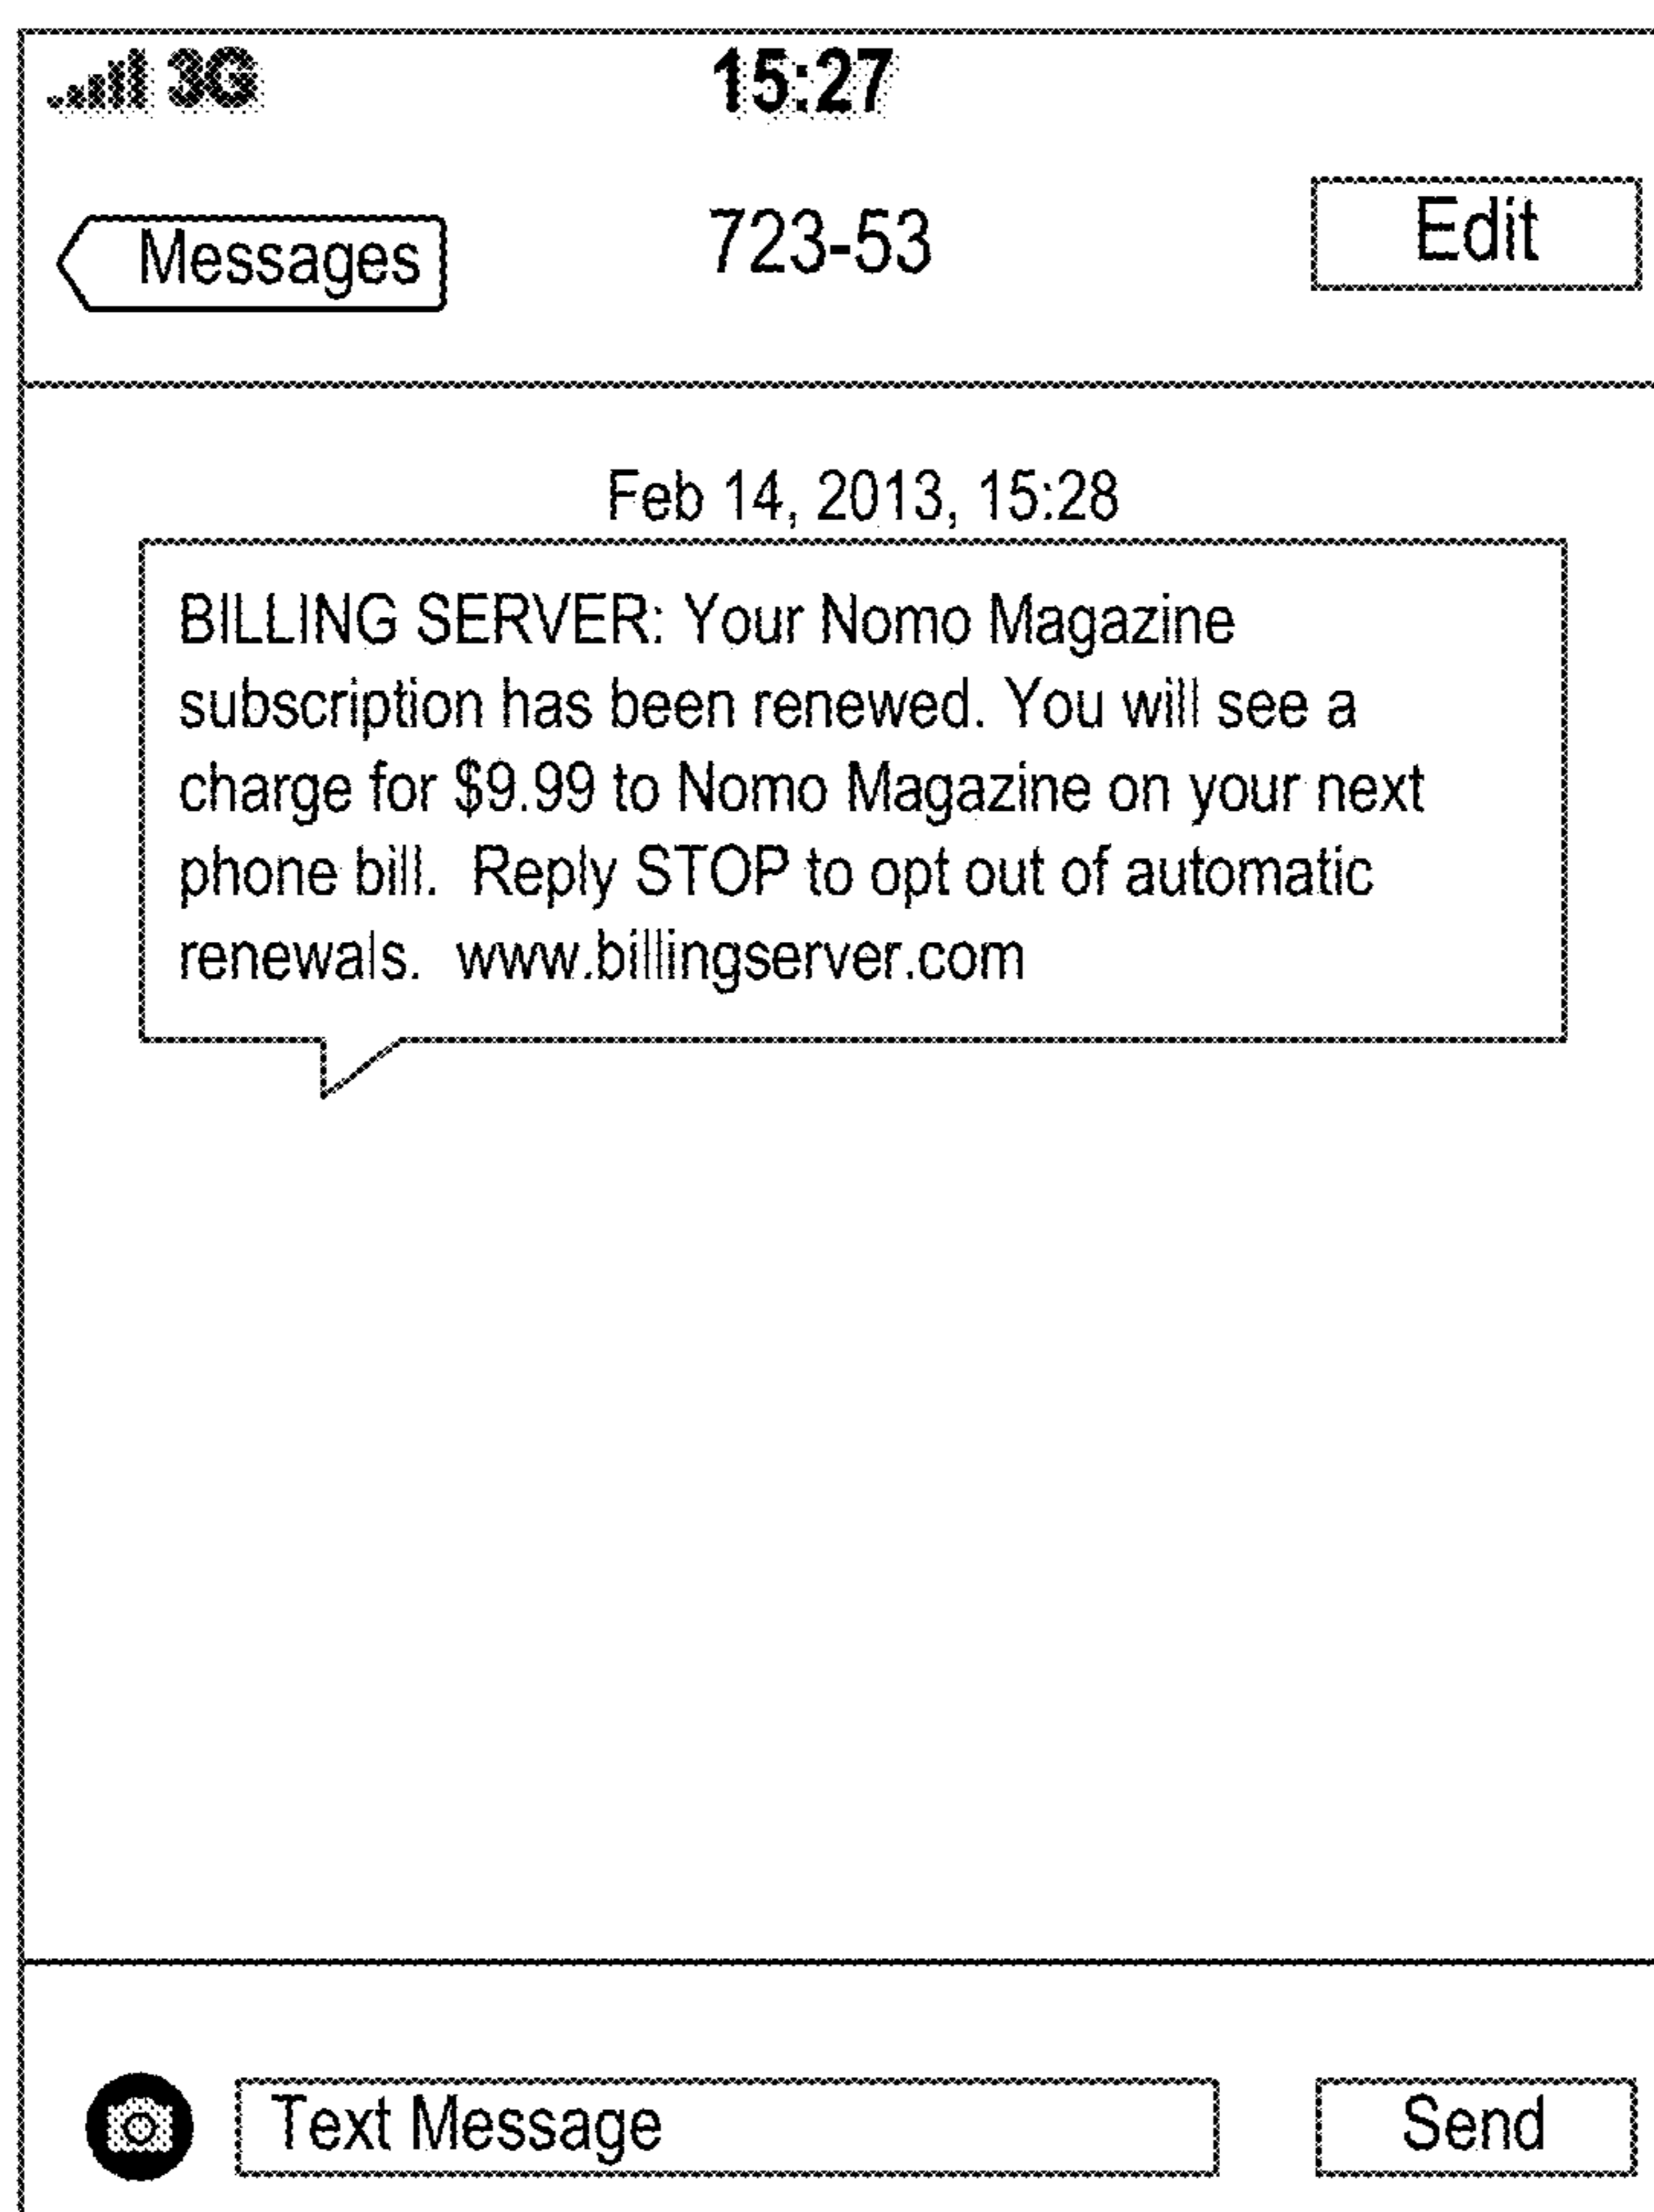 3G 15:27
Messages 723-53 Edit
Feb 14, 2013, 15:28
BILLING SERVER: Your Nomo Magazine
subscription has been renewed. You will see a
charge for $9.99 to Nomo Magazine on your next
phone bill. Reply STOP to opt out of automatic
renewals. www.billingserver.com
Text Message Send